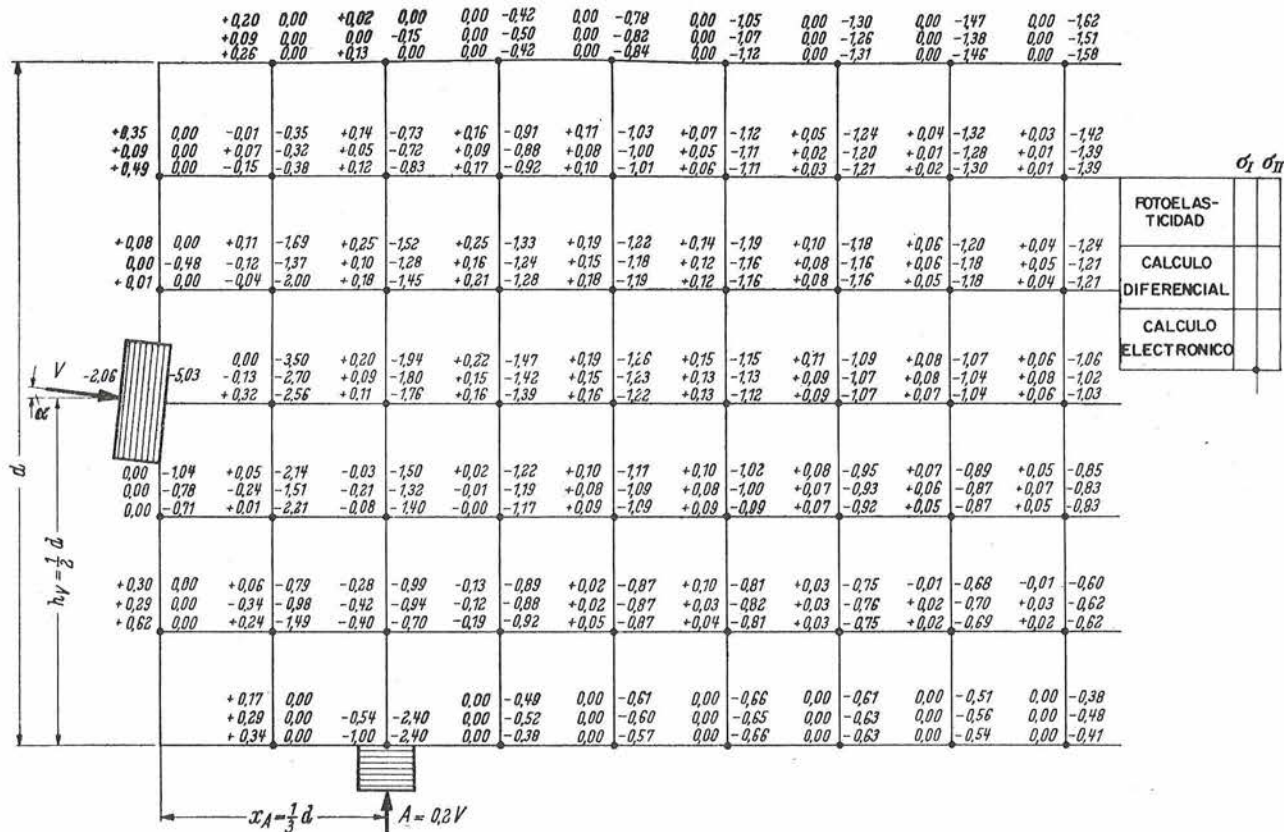 +0,20 0,00 +0,02 0,00 0,00 -0,42 0,00 -0,78 0,00 -1,05 0,00 -1,30 0,00 -1,47 0,00 -1,62
+0,09 0,00 0,00 -0,15 0,00 -0,50 0,00 -0,82 0,00 -1,07 0,00 -1,26 0,00 -1,38 0,00 -1,51
+0,26 0,00 +0,13 0,00 0,00 -0,42 0,00 -0,84 0,00 -1,12 0,00 -1,31 0,00 -1,46 0,00 -1,58
+0,35 0,00 -0,01 -0,35 +0,14 -0,73 +0,16 -0,91 +0,11 -1,03 +0,07 -1,12 +0,05 -1,24 +0,04 -1,32 +0,03 -1,42
+0,09 0,00 +0,07 -0,32 +0,05 -0,72 +0,09 -0,88 +0,08 -1,00 +0,05 -1,11 +0,02 -1,20 +0,01 -1,28 +0,01 -1,39
+0,49 0,00 -0,15 -0,38 +0,12 -0,83 +0,17 -0,92 +0,10 -1,01 +0,06 -1,11 +0,03 -1,21 +0,02 -1,30 +0,01 -1,39
σI σII
FOTOELAS-
TICIDAD
CALCULO
DIFERENCIAL
CALCULO
ELECTRONICO
+0,08 0,00 +0,11 -1,69 +0,25 -1,52 +0,25 -1,33 +0,19 -1,22 +0,14 -1,19 +0,10 -1,18 +0,06 -1,20 +0,04 -1,24
0,00 -0,48 -0,12 -1,37 +0,10 -1,28 +0,16 -1,24 +0,15 -1,18 +0,12 -1,16 +0,08 -1,16 +0,06 -1,18 +0,05 -1,21
+0,01 0,00 -0,04 -2,00 +0,18 -1,45 +0,21 -1,28 +0,18 -1,19 +0,12 -1,16 +0,08 -1,16 +0,05 -1,18 +0,04 -1,21
0,00 -3,50 +0,20 -1,94 +0,22 -1,47 +0,19 -1,26 +0,15 -1,15 +0,11 -1,09 +0,08 -1,07 +0,06 -1,06
V -2,06 -5,03 -0,13 -2,70 +0,09 -1,80 +0,15 -1,42 +0,15 -1,23 +0,13 -1,13 +0,09 -1,07 +0,08 -1,04 +0,08 -1,02
+0,32 -2,56 +0,11 -1,76 +0,16 -1,39 +0,16 -1,22 +0,13 -1,12 +0,09 -1,07 +0,07 -1,04 +0,06 -1,03
α
d
0,00 -1,04 +0,05 -2,14 -0,03 -1,50 +0,02 -1,22 +0,10 -1,11 +0,10 -1,02 +0,08 -0,95 +0,07 -0,89 +0,05 -0,85
0,00 -0,78 -0,24 -1,51 -0,21 -1,32 -0,01 -1,19 +0,08 -1,09 +0,08 -1,00 +0,07 -0,93 +0,06 -0,87 +0,07 -0,83
0,00 -0,71 +0,01 -2,21 -0,08 -1,40 -0,00 -1,17 +0,09 -1,09 +0,09 -0,99 +0,07 -0,92 +0,05 -0,87 +0,05 -0,83
hV = 1/2 d
+0,30 0,00 +0,06 -0,79 -0,28 -0,99 -0,13 -0,89 +0,02 -0,87 +0,10 -0,81 +0,03 -0,75 -0,01 -0,68 -0,01 -0,60
+0,29 0,00 -0,34 -0,98 -0,42 -0,94 -0,12 -0,88 +0,02 -0,87 +0,03 -0,82 +0,03 -0,76 +0,02 -0,70 +0,03 -0,62
+0,62 0,00 +0,24 -1,49 -0,40 -0,70 -0,19 -0,92 +0,05 -0,87 +0,04 -0,81 +0,03 -0,75 +0,02 -0,69 +0,02 -0,62
+0,17 0,00 0,00 -0,49 0,00 -0,61 0,00 -0,66 0,00 -0,61 0,00 -0,51 0,00 -0,38
+0,29 0,00 -0,54 -2,40 0,00 -0,52 0,00 -0,60 0,00 -0,65 0,00 -0,63 0,00 -0,56 0,00 -0,48
+0,34 0,00 -1,00 -2,40 0,00 -0,38 0,00 -0,57 0,00 -0,66 0,00 -0,63 0,00 -0,54 0,00 -0,41
xA = 1/3 d A = 0,2 V